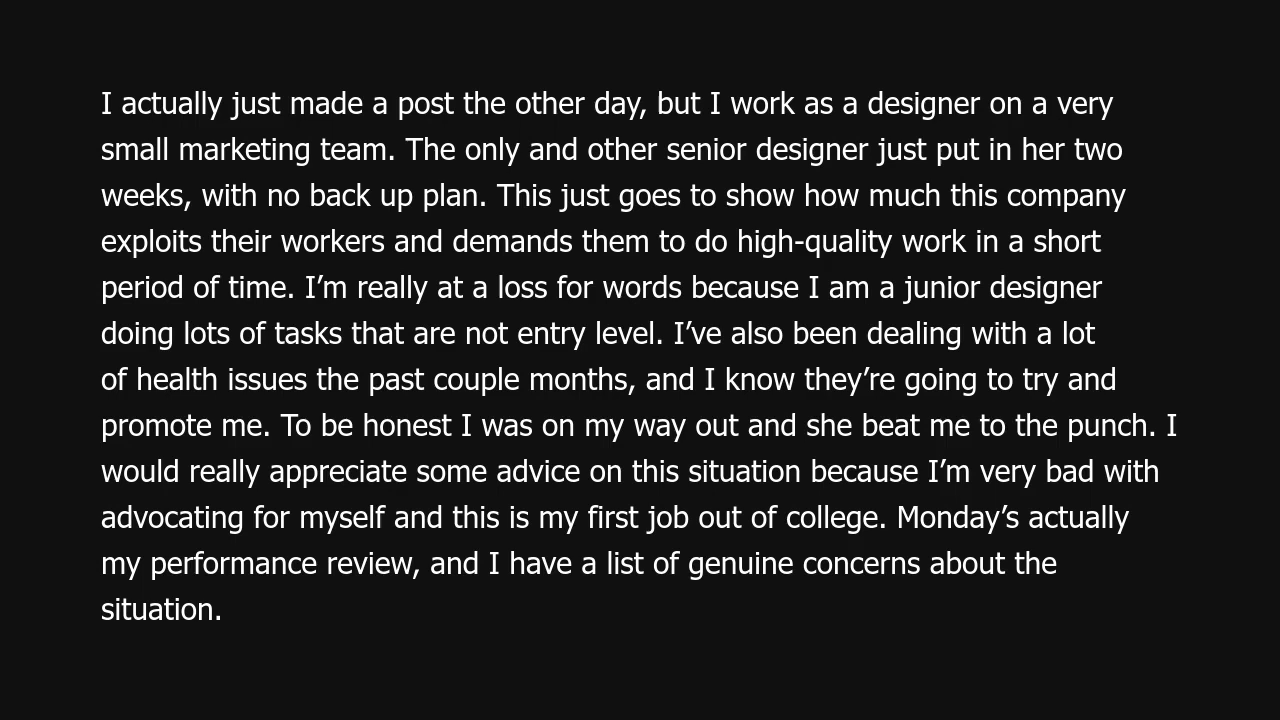 I actually just made a post the other day, but I work as a designer on a very
small marketing team. The only and other senior designer just put in her two
weeks, with no back up plan. This just goes to show how much this company
exploits their workers and demands them to do high-quality work in a short
period of time. I’m really at a loss for words because I am a junior designer
doing lots of tasks that are not entry level. I’ve also been dealing with a lot
of health issues the past couple months, and I know they’re going to try and
promote me. To be honest I was on my way out and she beat me to the punch. I
would really appreciate some advice on this situation because I’m very bad with
advocating for myself and this is my first job out of college. Monday’s actually
my performance review, and I have a list of genuine concerns about the
situation.